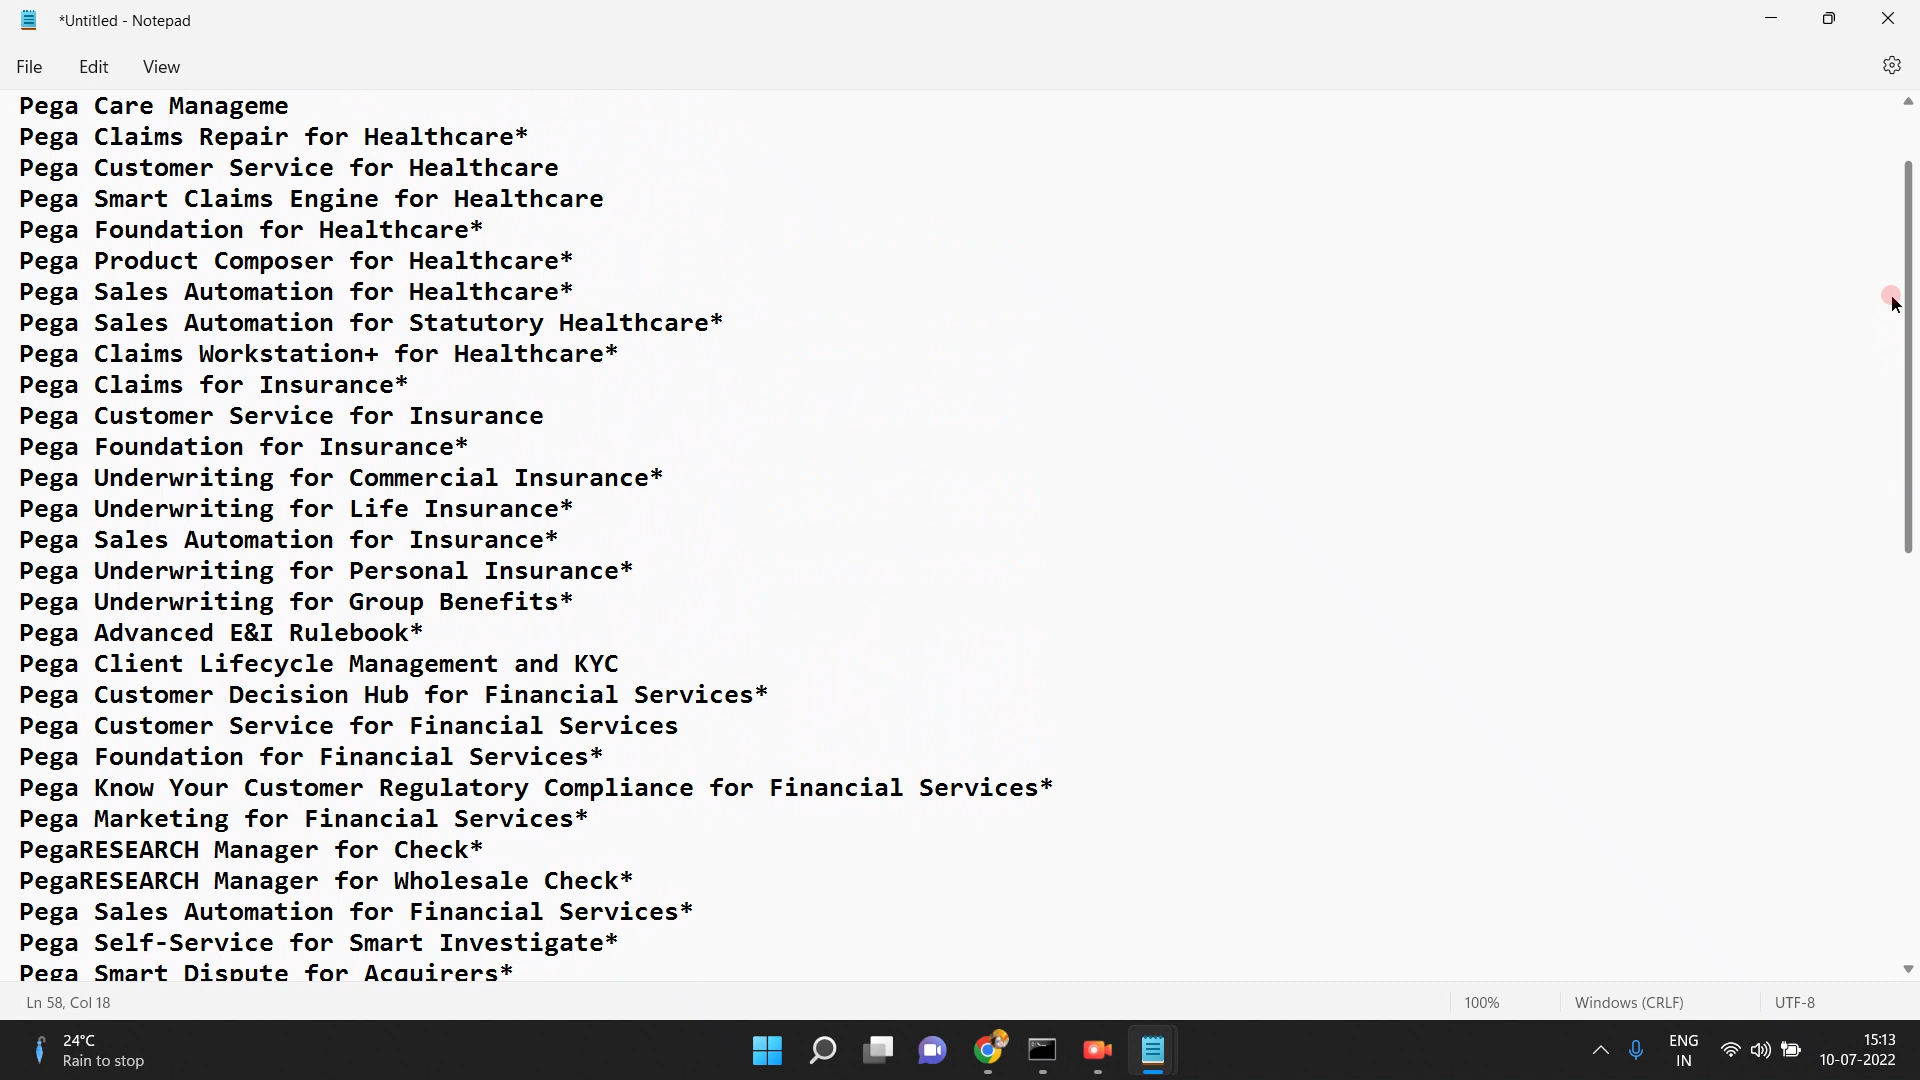 *Untitled - Notepad
File Edit View
Pega Care Manageme
Pega Claims Repair for Healthcare*
Pega Customer Service for Healthcare
Pega Smart Claims Engine for Healthcare
Pega Foundation for Healthcare*
Pega Product Composer for Healthcare*
Pega Sales Automation for Healthcare*
Pega Sales Automation for Statutory Healthcare*
Pega Claims Workstation+ for Healthcare*
Pega Claims for Insurance*
Pega Customer Service for Insurance
Pega Foundation for Insurance*
Pega Underwriting for Commercial Insurance*
Pega Underwriting for Life Insurance*
Pega Sales Automation for Insurance*
Pega Underwriting for Personal Insurance*
Pega Underwriting for Group Benefits*
Pega Advanced E&I Rulebook*
Pega Client Lifecycle Management and KYC
Pega Customer Decision Hub for Financial Services*
Pega Customer Service for Financial Services
Pega Foundation for Financial Services*
Pega Know Your Customer Regulatory Compliance for Financial Services*
Pega Marketing for Financial Services*
PegaRESEARCH Manager for Check*
PegaRESEARCH Manager for Wholesale Check*
Pega Sales Automation for Financial Services*
Pega Self-Service for Smart Investigate*
Pega Smart Dispute for Acquirers*
Ln 58, Col 18 100% Windows (CRLF) UTF-8
24°C ENG 15:13
Rain to stop IN 10-07-2022